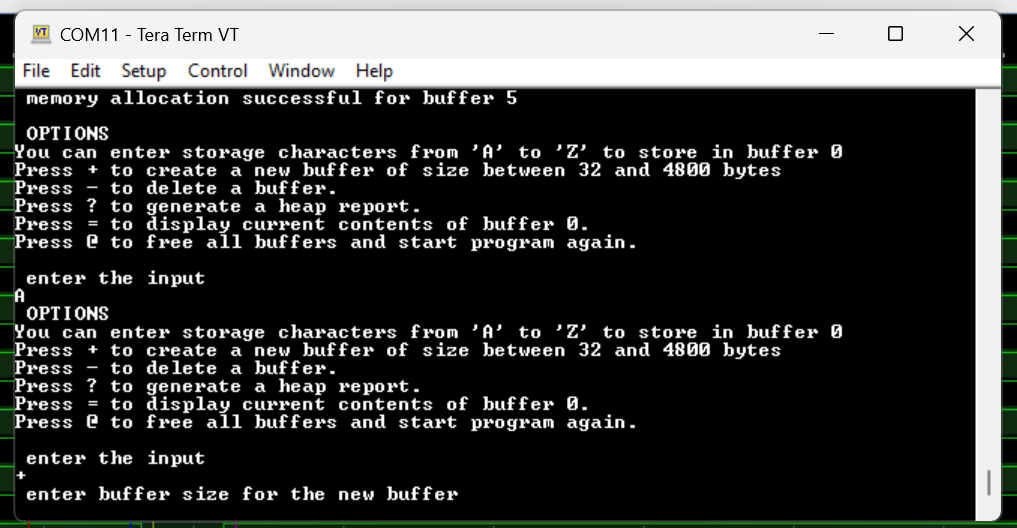 VT
COM11 - Tera Term VT
File Edit Setup Control Window Help
memory allocation successful for buffer 5
OPTIONS
You can enter storage characters from 'A' to 'Z' to store in buffer 0
Press + to create a new buffer of size between 32 and 4800 bytes
Press - to delete a buffer.
Press ? to generate a heap report.
Press = to display current contents of buffer 0.
Press @ to free all buffers and start program again.
enter the input
A
OPTIONS
You can enter storage characters from 'A' to 'Z' to store in buffer 0
Press + to create a new buffer of size between 32 and 4800 bytes
Press - to delete a buffer.
Press ? to generate a heap report.
Press = to display current contents of buffer 0.
Press @ to free all buffers and start program again.
enter the input
+
enter buffer size for the new buffer